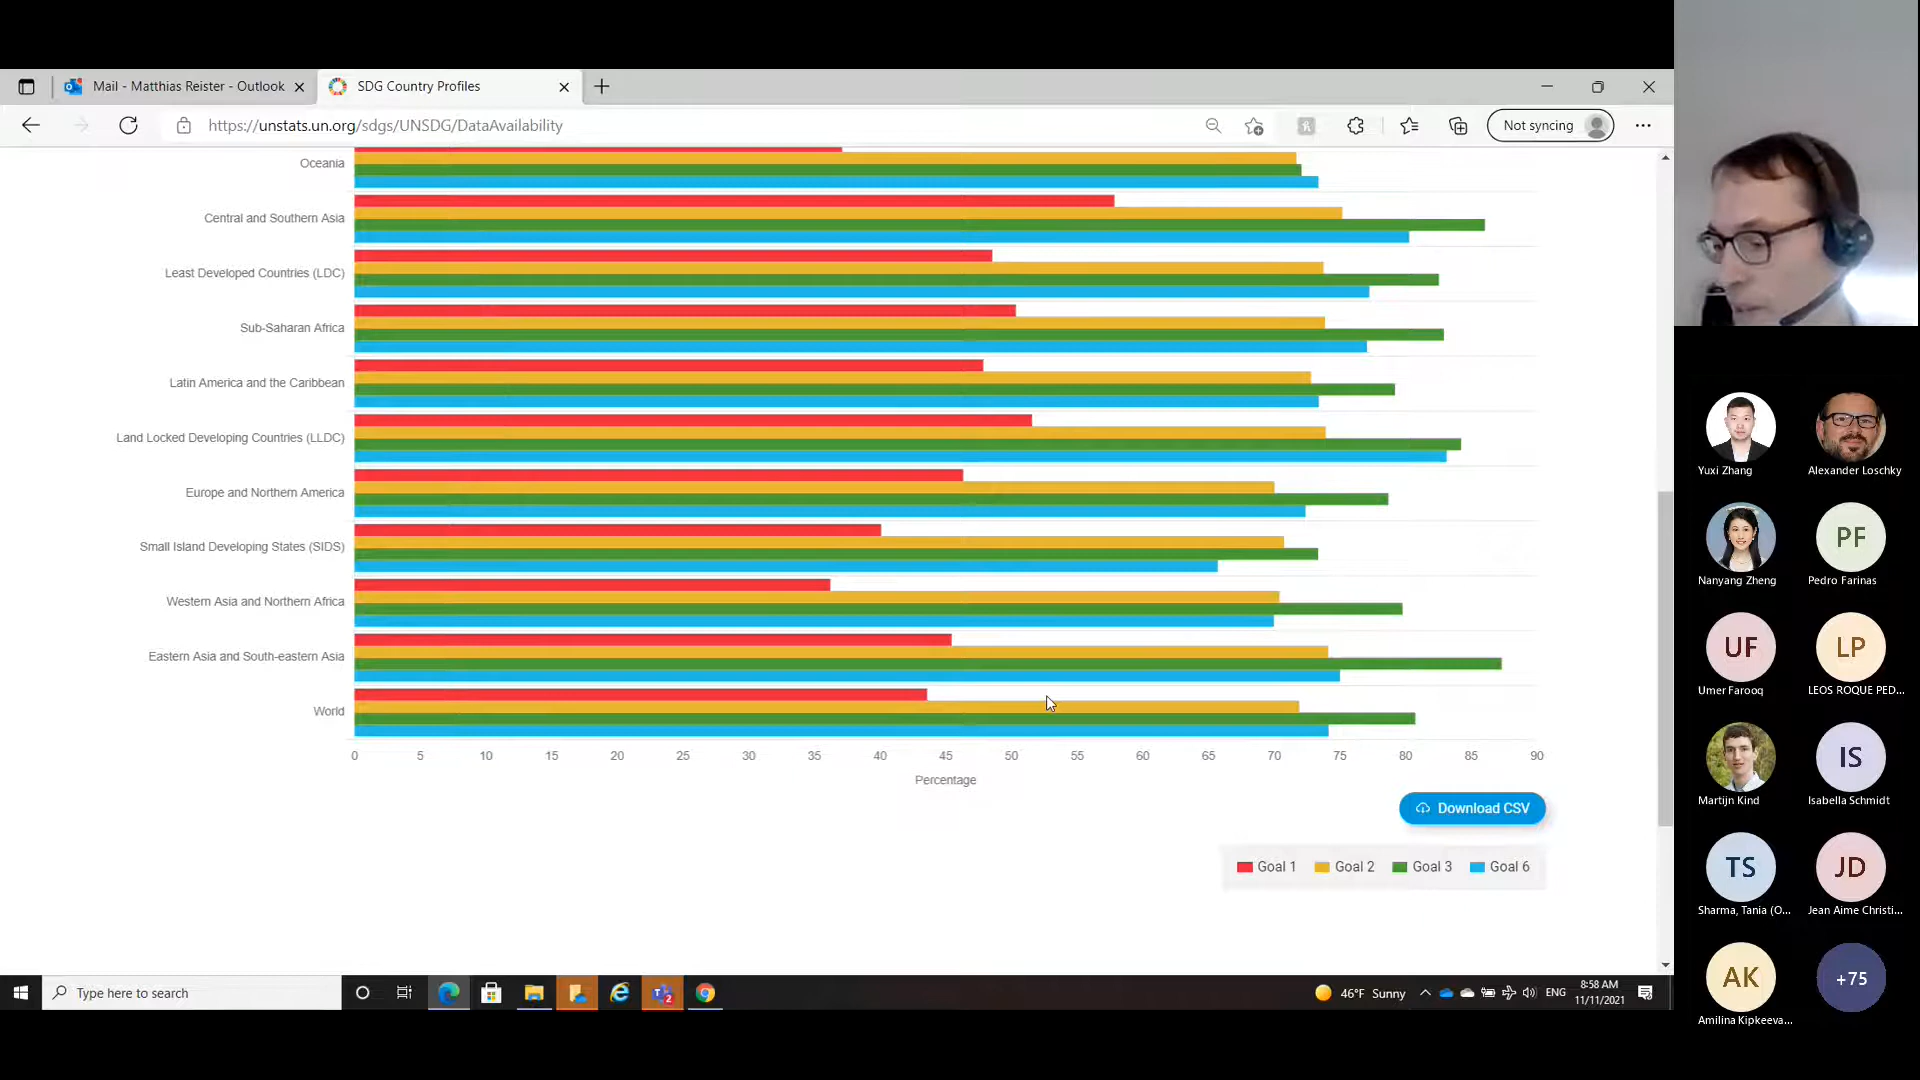 Mail - Matthias Reister - Outlook
SDG Country Profiles
https://unstats.un.org/sdgs/UNSDG/DataAvailability
Not syncing
Oceania
Central and Southern Asia
Least Developed Countries (LDC)
Sub-Saharan Africa
Latin America and the Caribbean
Land Locked Developing Countries (LLDC)
Europe and Northern America
Small Island Developing States (SIDS)
Western Asia and Northern Africa
Eastern Asia and South-eastern Asia
World
0 5 10 15 20 25 30 35 40 45 50 55 60 65 70 75 80 85 90
Percentage
Download CSV
Goal 1 Goal 2 Goal 3 Goal 6
Type here to search
46°F Sunny
ENG
8:58 AM
11/11/2021
Yuxi Zhang
Alexander Loschky
PF
Nanyang Zheng
Pedro Farinas
UF
LP
Umer Farooq
LEOS ROQUE PED...
IS
Martijn Kind
Isabella Schmidt
TS
JD
Sharma, Tania (O...
Jean Aime Christi...
AK
+75
Amilina Kipkeeva...